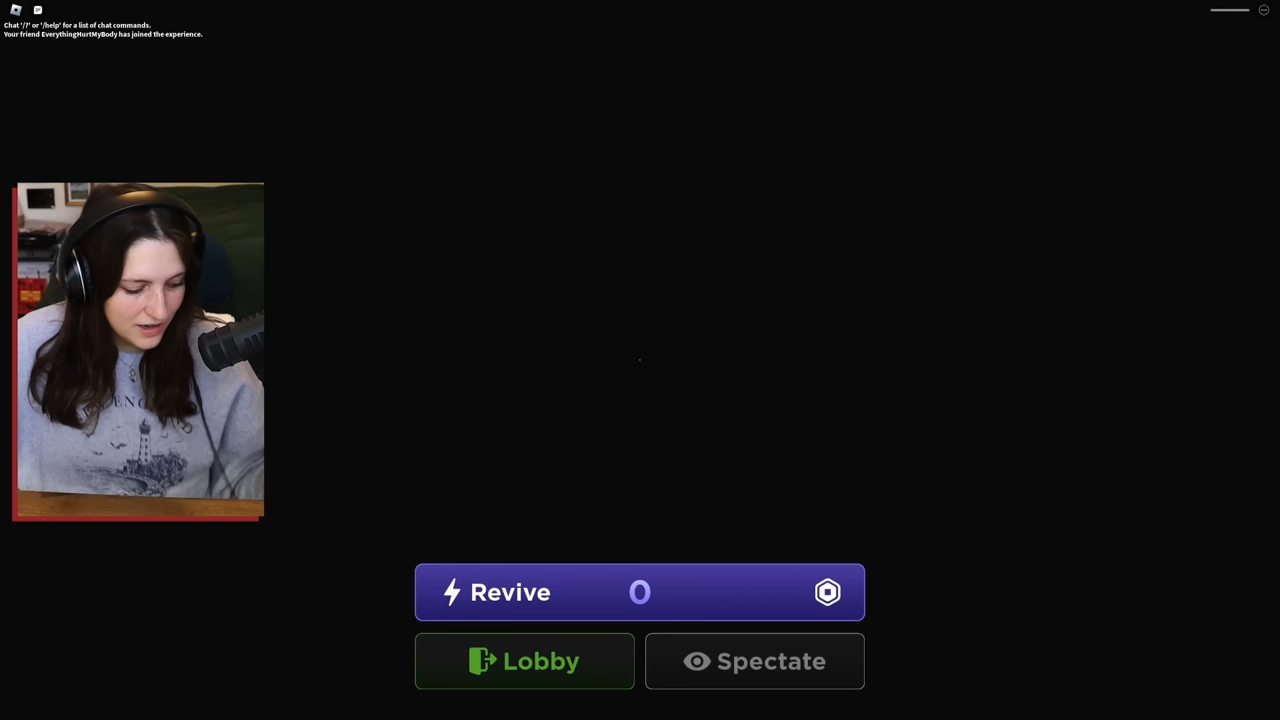 Chat '/?' or '/help' for a list of chat commands.
Your friend EverythingHurtMyBody has joined the experience.
Revive 0
Lobby
Spectate